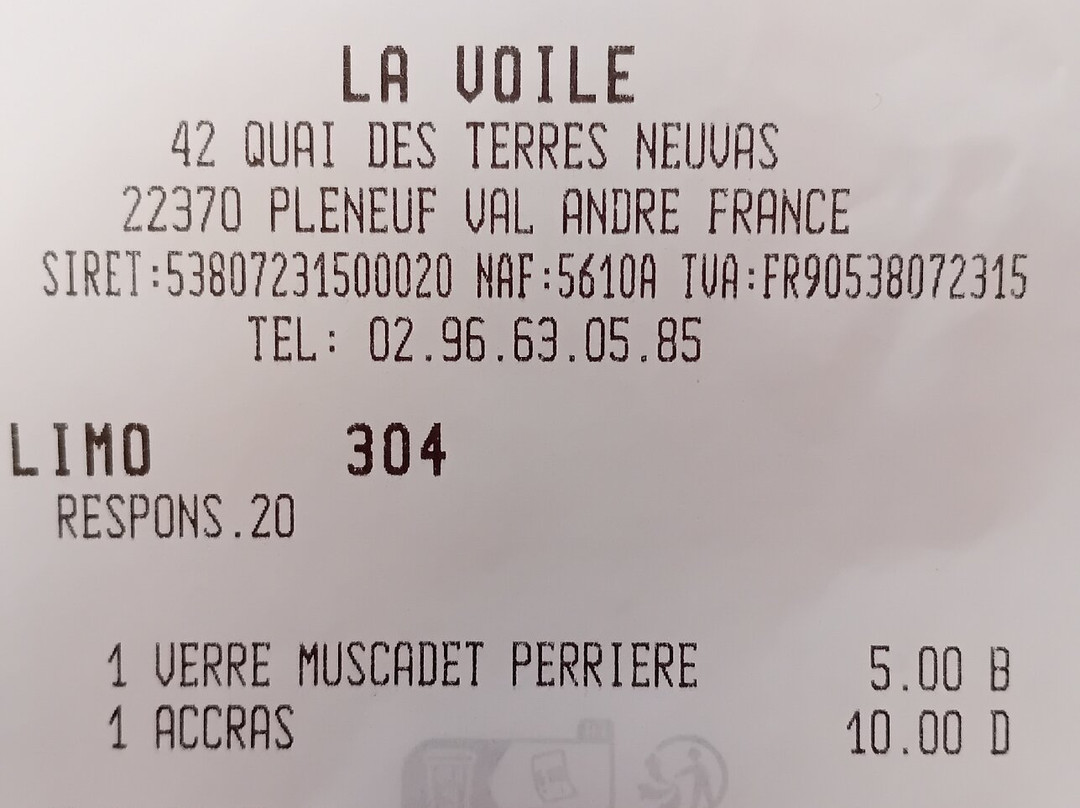 LA VOILE
42 QUAI DES TERRES NEUVAS
22370 PLENEUF VAL ANDRE FRANCE
SIRET:53807231500020 NAF:5610A TVA:FR90538072315
TEL: 02.96.63.05.85
LIMO 304
RESPONS.20
1 VERRE MUSCADET PERRIERE 5.00 B
1 ACCRAS 10.00 D